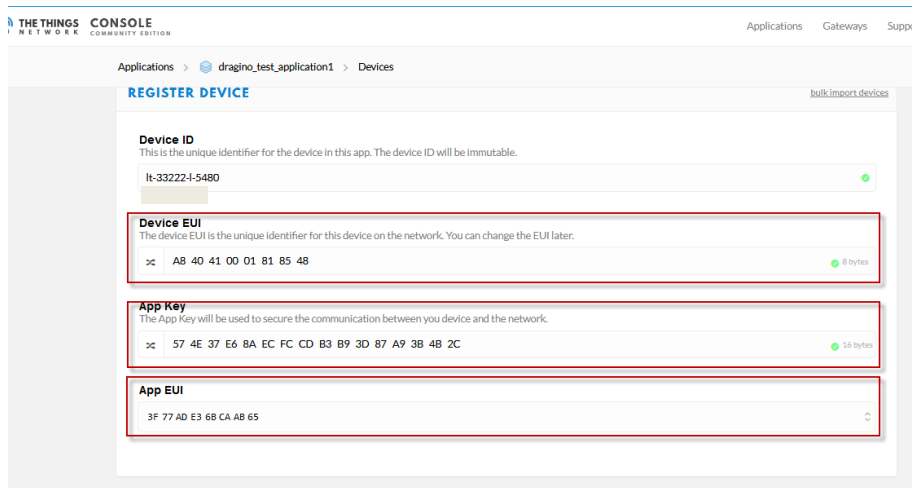 THE THINGS NETWORK CONSOLE COMMUNITY EDITION
Applications Gateways
Applications > dragino_test_application1 > Devices
REGISTER DEVICE bulk import devices
Device ID
This is the unique identifier for the device in this app. The device ID will be immutable.
lt-33222-l-5480
Device EUI
The device EUI is the unique identifier for this device on the network. You can change the EUI later.
A8 40 41 00 01 81 85 48 8 bytes
App Key
The App Key will be used to secure the communication between you device and the network.
57 4E 37 E6 8A EC FC CD B3 B9 3D 87 A9 3B 4B 2C 16 bytes
App EUI
3F 77 AD E3 6B CA AB 65